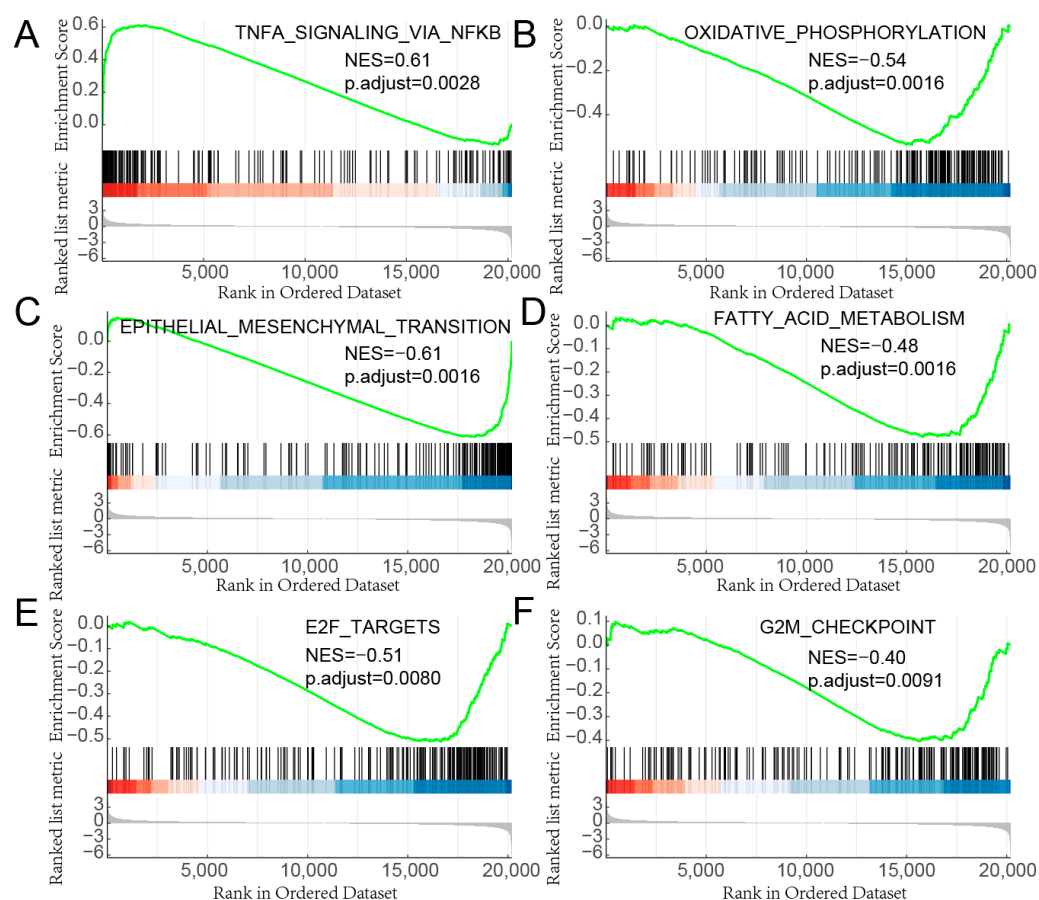 A
TNFA_SIGNALING_VIA_NFKB
NES=0.61
p.adjust=0.0028
Enrichment Score
0.6
0.4
0.2
0.0
Ranked list metric
3
0
−3
−6
5,000 10,000 15,000 20,000
Rank in Ordered Dataset
B
OXIDATIVE_PHOSPHORYLATION
NES=−0.54
p.adjust=0.0016
Enrichment Score
0.0
−0.2
−0.4
Ranked list metric
3
0
−3
−6
5,000 10,000 15,000 20,000
Rank in Ordered Dataset
C
EPITHELIAL_MESENCHYMAL_TRANSITION
NES=−0.61
p.adjust=0.0016
Enrichment Score
0.0
−0.2
−0.4
−0.6
Ranked list metric
3
0
−3
−6
5,000 10,000 15,000 20,000
Rank in Ordered Dataset
D
FATTY_ACID_METABOLISM
NES=−0.48
p.adjust=0.0016
Enrichment Score
0.0
−0.1
−0.2
−0.3
−0.4
−0.5
Ranked list metric
3
0
−3
−6
5,000 10,000 15,000 20,000
Rank in Ordered Dataset
E
E2F_TARGETS
NES=−0.51
p.adjust=0.0080
Enrichment Score
0.0
−0.1
−0.2
−0.3
−0.4
−0.5
Ranked list metric
3
0
−3
−6
5,000 10,000 15,000 20,000
Rank in Ordered Dataset
F
G2M_CHECKPOINT
NES=−0.40
p.adjust=0.0091
Enrichment Score
0.1
0.0
−0.1
−0.2
−0.3
−0.4
Ranked list metric
3
0
−3
−6
5,000 10,000 15,000 20,000
Rank in Ordered Dataset